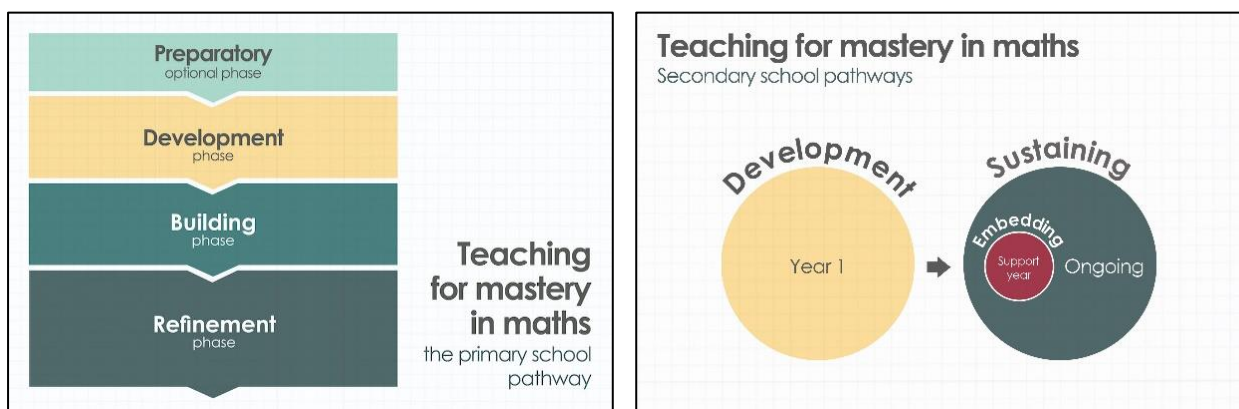 Preparatory
optional phase
Development
phase
Building
phase
Refinement
phase
Teaching
for mastery
in maths
the primary school
pathway
Teaching for mastery in maths
Secondary school pathways
Development
Year 1
Sustaining
Embedding
Support
year
Ongoing